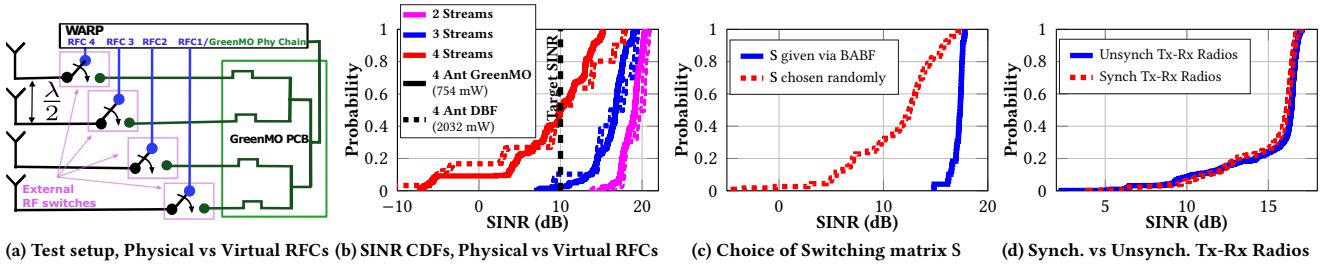 WARP
RFC 4 RFC 3 RFC2 RFC1/GreenMO Phy Chain
λ
2
GreenMO PCB
External
RF switches
(a) Test setup, Physical vs Virtual RFCs
2 Streams
3 Streams
4 Streams
4 Ant GreenMO
(754 mW)
4 Ant DBF
(2032 mW)
Target SINR
Probability
1
0.8
0.6
0.4
0.2
0
−10 0 10 20
SINR (dB)
(b) SINR CDFs, Physical vs Virtual RFCs
S given via BABF
S chosen randomly
Probability
1
0.8
0.6
0.4
0.2
0
0 10 20
SINR (dB)
(c) Choice of Switching matrix S
Unsynch Tx-Rx Radios
Synch Tx-Rx Radios
Probability
1
0.8
0.6
0.4
0.2
0
5 10 15
SINR (dB)
(d) Synch. vs Unsynch. Tx-Rx Radios